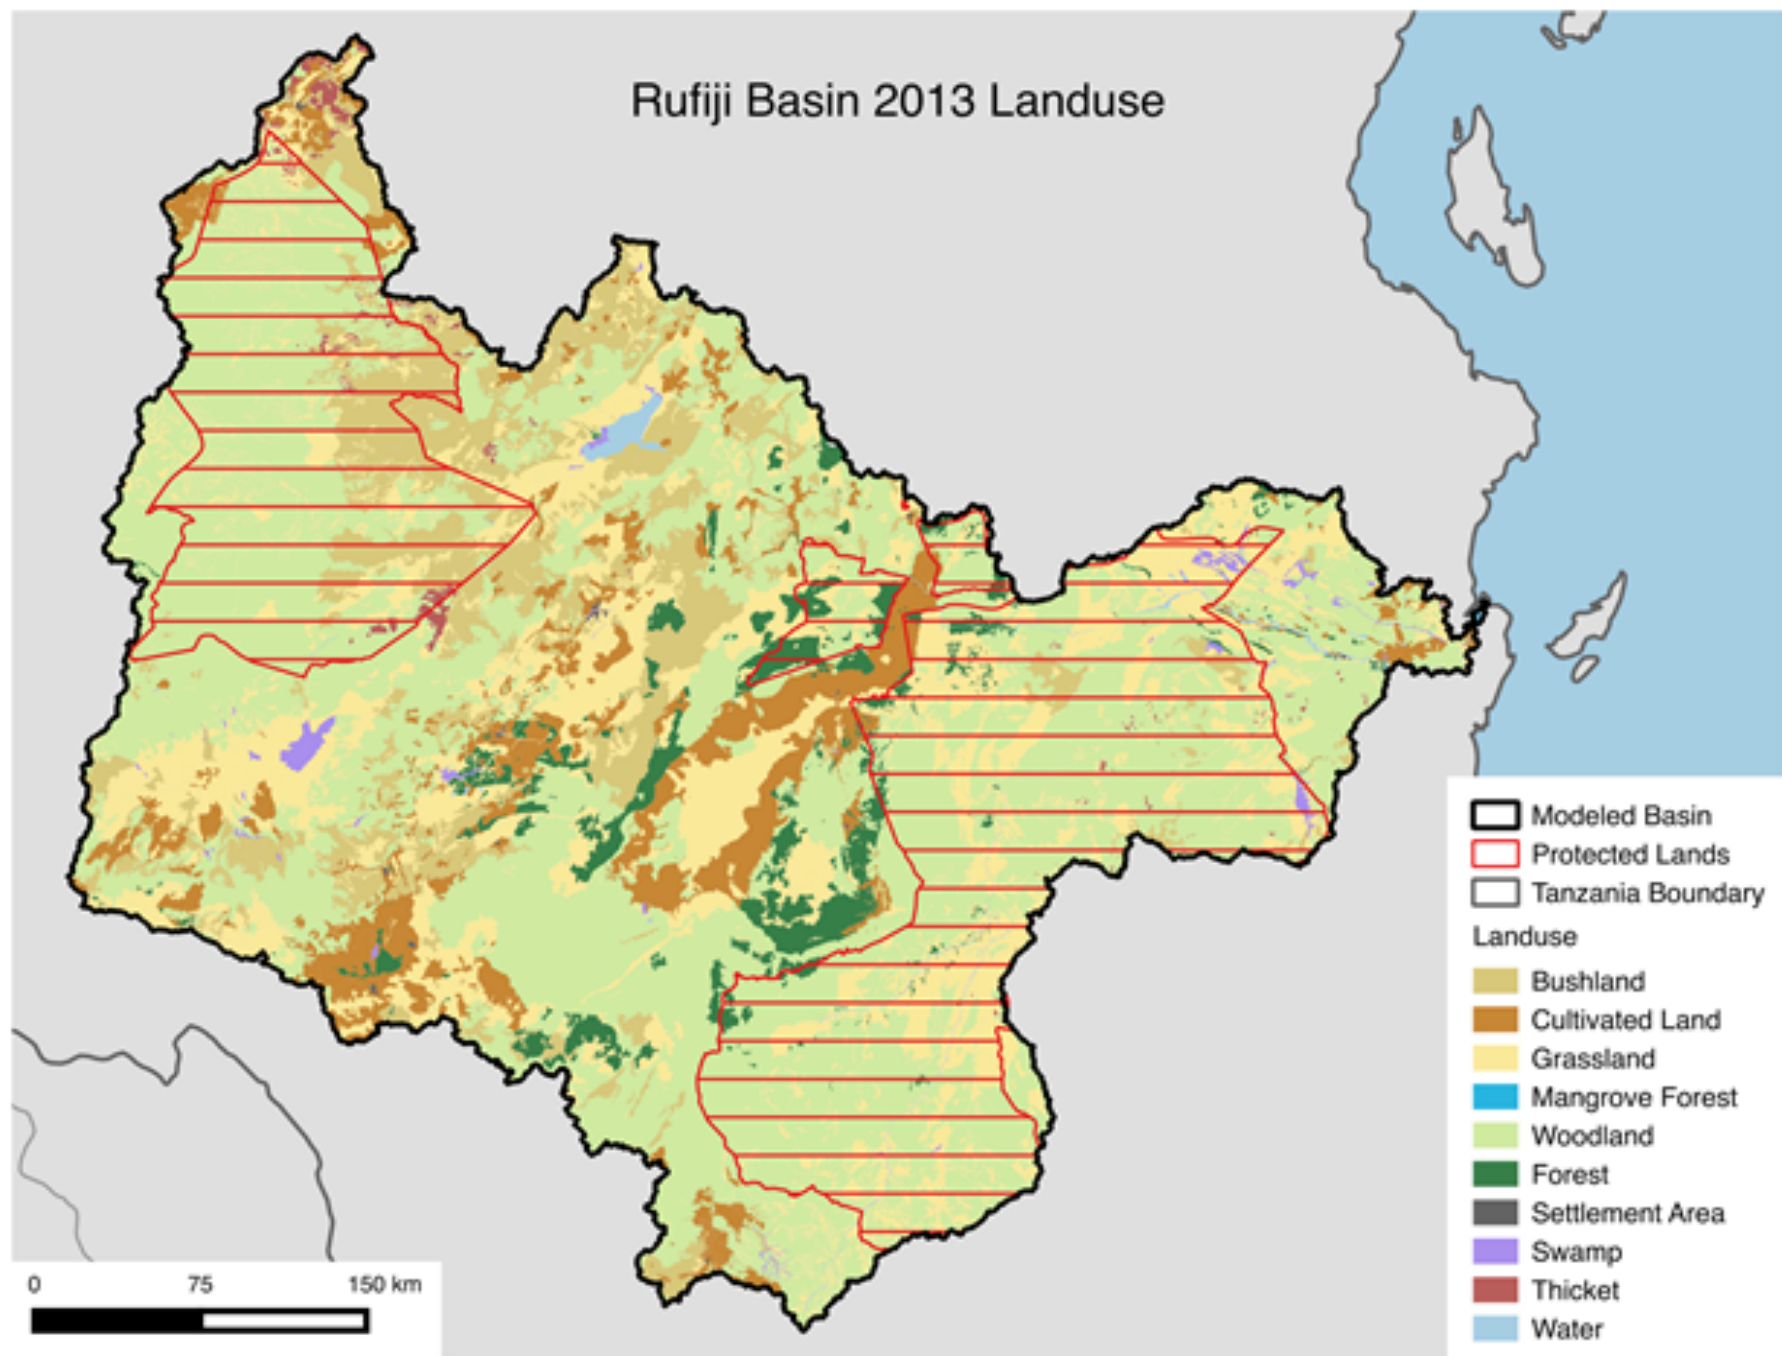 Rufiji Basin 2013 Landuse
Modeled Basin
Protected Lands
Tanzania Boundary
Landuse
Bushland
Cultivated Land
Grassland
Mangrove Forest
Woodland
Forest
Settlement Area
Swamp
Thicket
Water
0 75 150 km